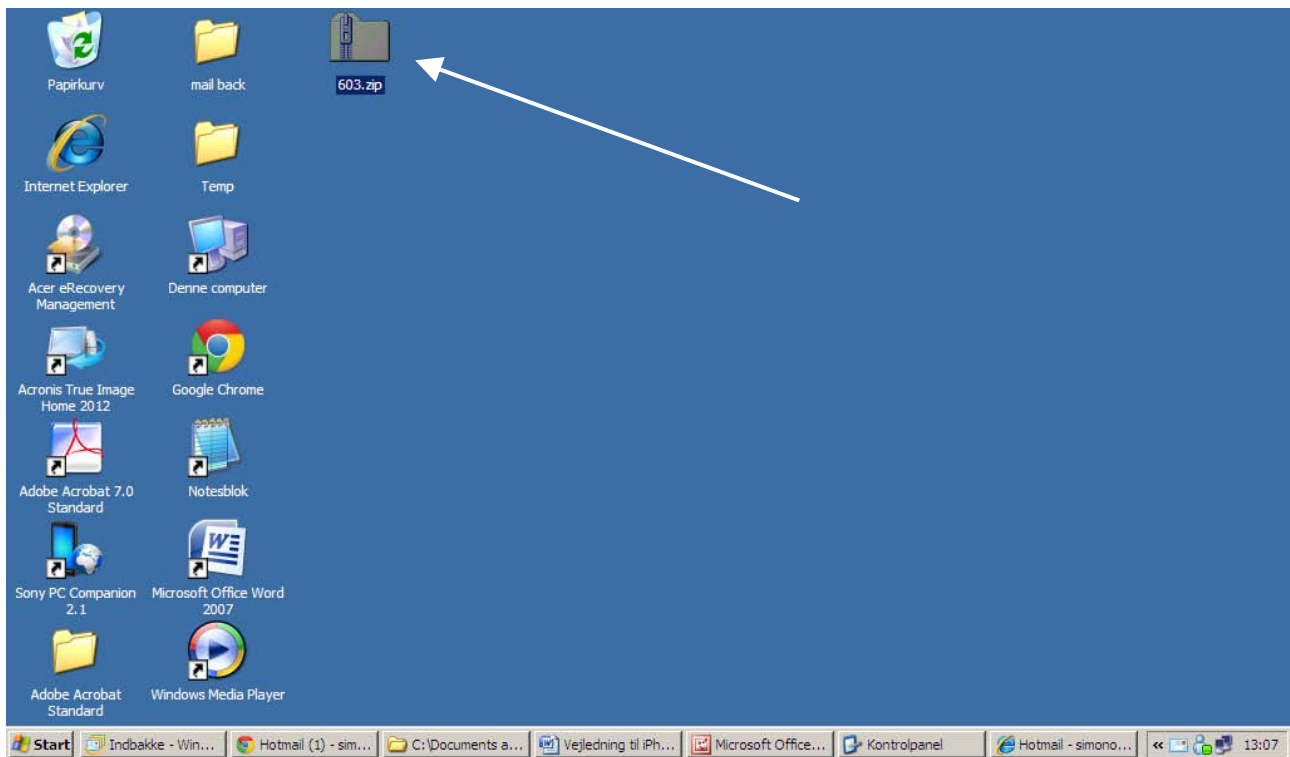 Papirkurv
mail back
603.zip
Internet Explorer
Temp
Acer eRecovery
Management
Denne computer
Acronis True Image
Home 2012
Google Chrome
Adobe Acrobat 7.0
Standard
Notesblok
Sony PC Companion
2.1
Microsoft Office Word
2007
Adobe Acrobat
Standard
Windows Media Player
Start
Indbakke - Win...
Hotmail (1) - sim...
C:\Documents a...
Vejledning til iPh...
Microsoft Office...
Kontrolpanel
Hotmail - simono...
«
13:07